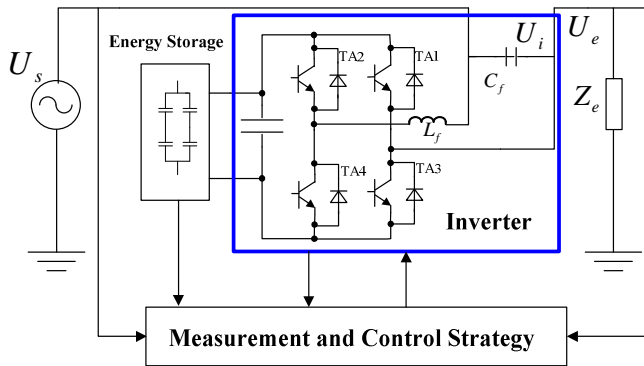 Energy Storage
U_s
TA2
TA1
U_i
U_e
C_f
Z_e
L_f
TA4
TA3
Inverter
Measurement and Control Strategy